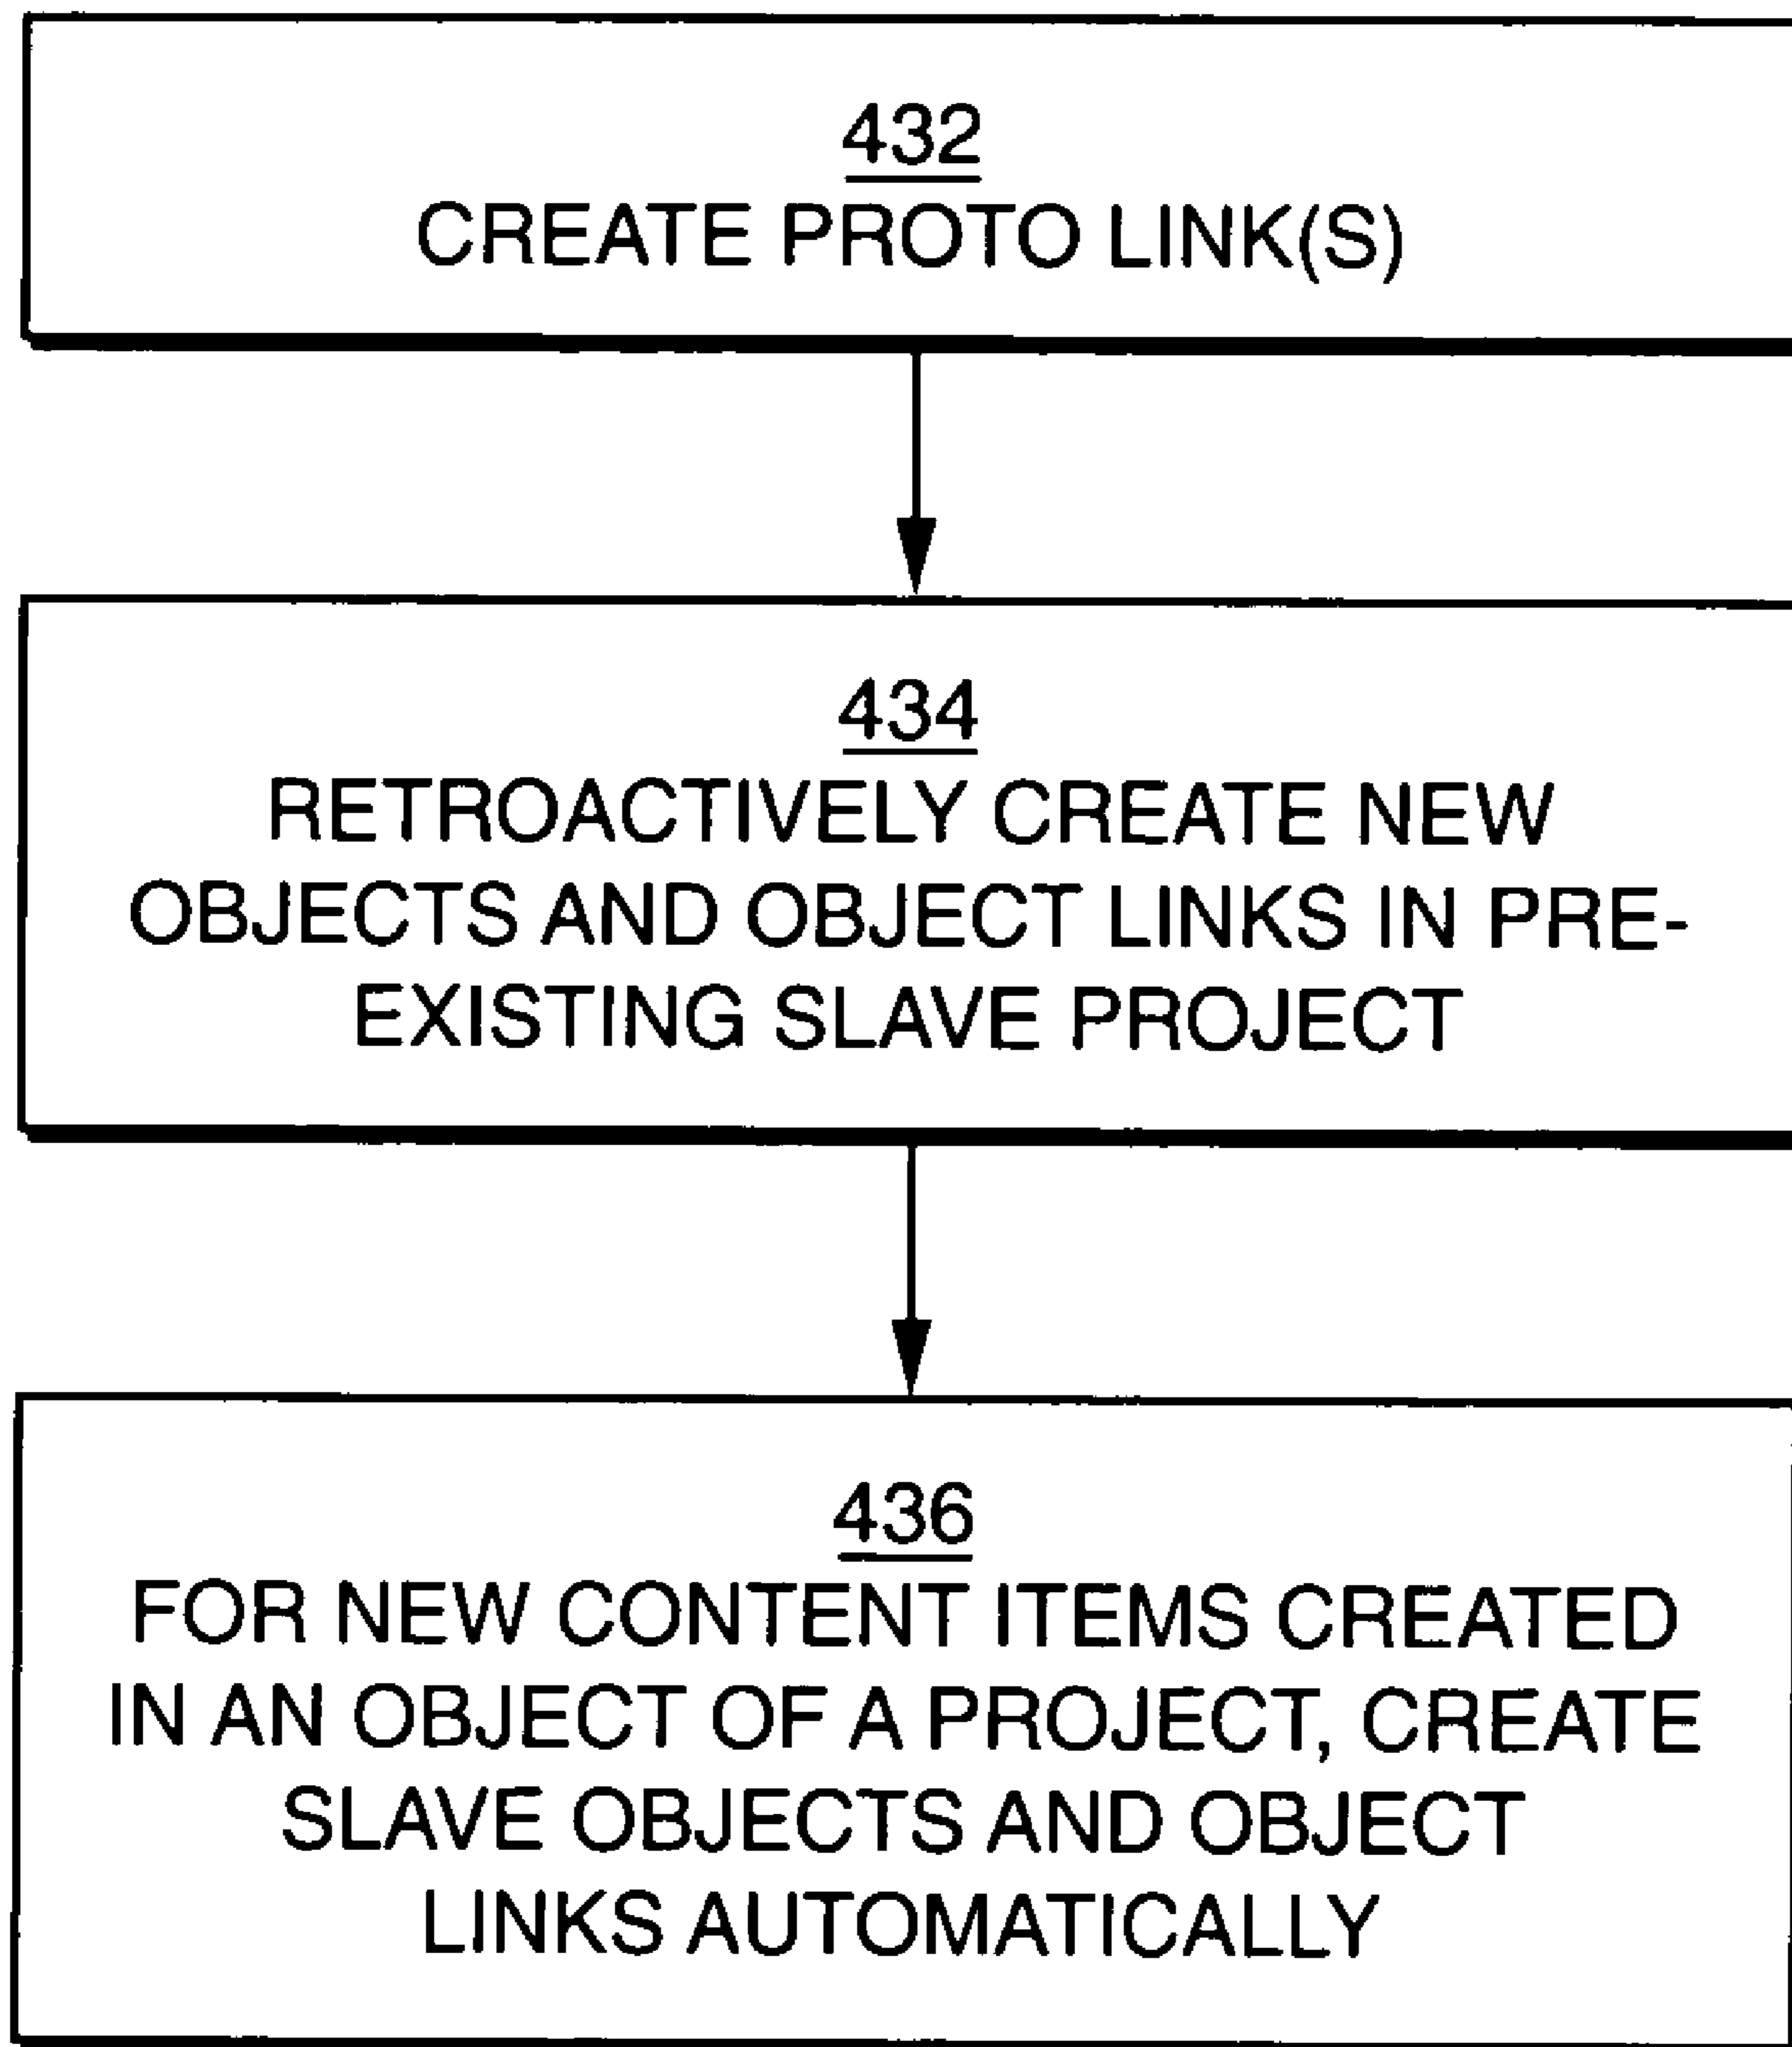 432
CREATE PROTO LINK(S)
434
RETROACTIVELY CREATE NEW
OBJECTS AND OBJECT LINKS IN PRE-
EXISTING SLAVE PROJECT
436
FOR NEW CONTENT ITEMS CREATED
IN AN OBJECT OF A PROJECT, CREATE
SLAVE OBJECTS AND OBJECT
LINKS AUTOMATICALLY